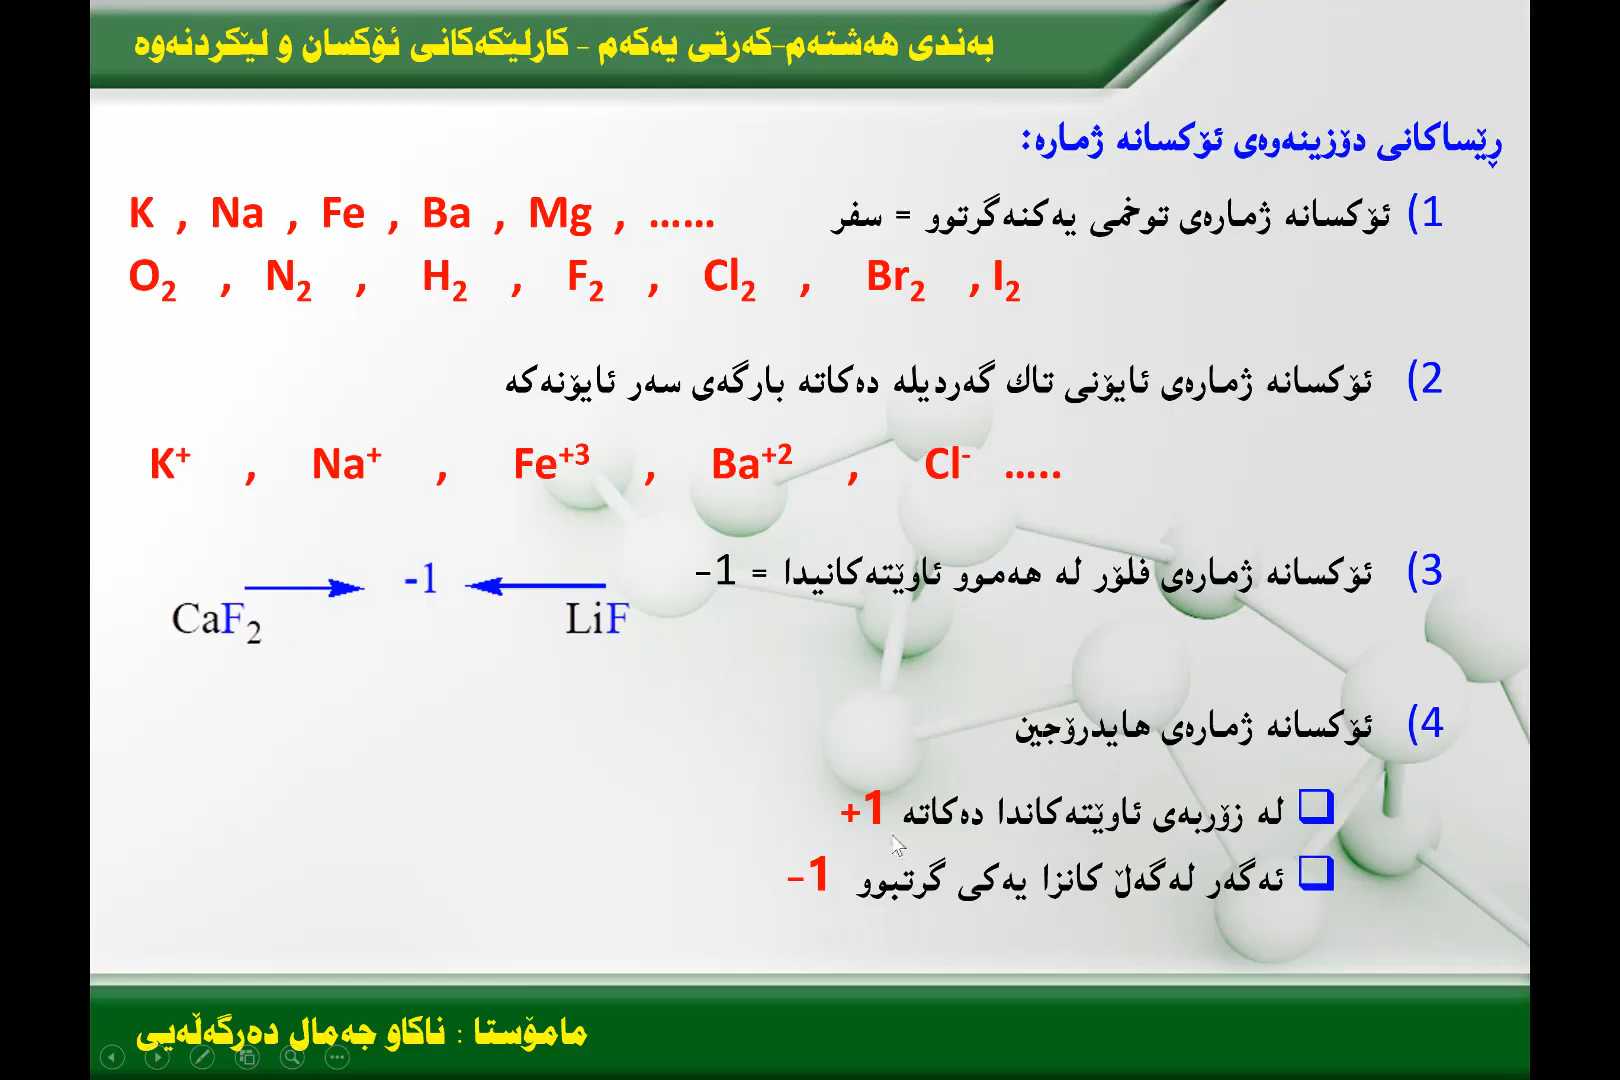 بەندی هەشتەم-کەرتی یەکەم - کارلێکەکانی ئۆکسان و لێکردنەوە
ڕێساکانی دۆزینەوەی ئۆکسانە ژمارە:
1) ئۆکسانە ژمارەی توخمی یەکنەگرتوو = سفر
K , Na , Fe , Ba , Mg , ......
O₂ , N₂ , H₂ , F₂ , Cl₂ , Br₂ , I₂
2) ئۆکسانە ژمارەی ئایۆنی تاك گەردیلە دەکاتە بارگەی سەر ئایۆنەکە
K⁺ , Na⁺ , Fe⁺³ , Ba⁺² , Cl⁻ .....
3) ئۆکسانە ژمارەی فلۆر لە هەموو ئاوێتەکانیدا = 1-
CaF₂ -1 LiF
4) ئۆکسانە ژمارەی هایدرۆجین
لە زۆربەی ئاوێتەکاندا دەکاتە 1+
ئەگەر لەگەڵ کانزا یەکی گرتبوو 1-
مامۆستا : ناکاو جەمال دەرگەڵەیی